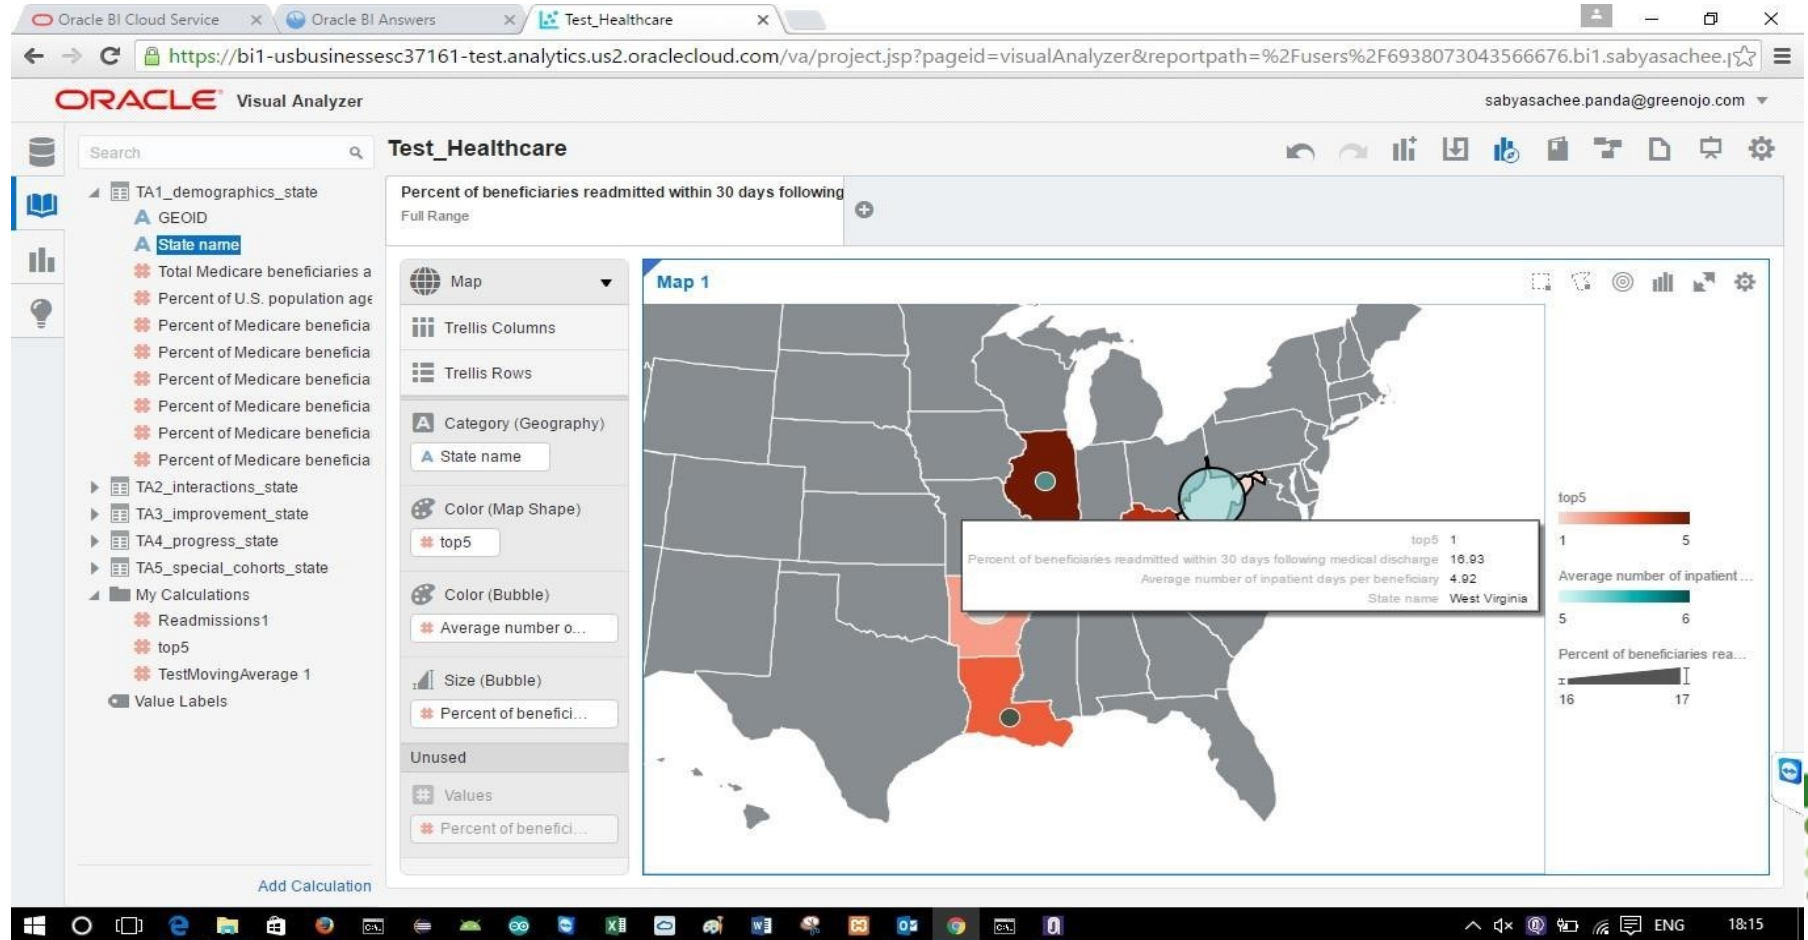 Oracle BI Cloud Service
Oracle BI Answers
Test_Healthcare
https://bi1-usbusinessesc37161-test.analytics.us2.oraclecloud.com/va/project.jsp?pageid=visualAnalyzer&reportpath=%2Fusers%2F6938073043566676.bi1.sabyasachee.p
ORACLE Visual Analyzer
sabyasachee.panda@greenojo.com
Search
Test_Healthcare
TA1_demographics_state
GEOID
State name
Total Medicare beneficiaries a
Percent of U.S. population age
Percent of Medicare beneficia
Percent of Medicare beneficia
Percent of Medicare beneficia
Percent of Medicare beneficia
Percent of Medicare beneficia
Percent of Medicare beneficia
TA2_interactions_state
TA3_improvement_state
TA4_progress_state
TA5_special_cohorts_state
My Calculations
Readmissions1
top5
TestMovingAverage 1
Value Labels
Add Calculation
Percent of beneficiaries readmitted within 30 days following
Full Range
Map
Trellis Columns
Trellis Rows
Category (Geography)
A State name
Color (Map Shape)
# top5
Color (Bubble)
# Average number o...
Size (Bubble)
# Percent of benefici...
Unused
Values
# Percent of benefici...
Map 1
top5 1
Percent of beneficiaries readmitted within 30 days following medical discharge 16.93
Average number of inpatient days per beneficiary 4.92
State name West Virginia
top5
1 5
Average number of inpatient ...
5 6
Percent of beneficiaries rea...
16 17
ENG 18:15